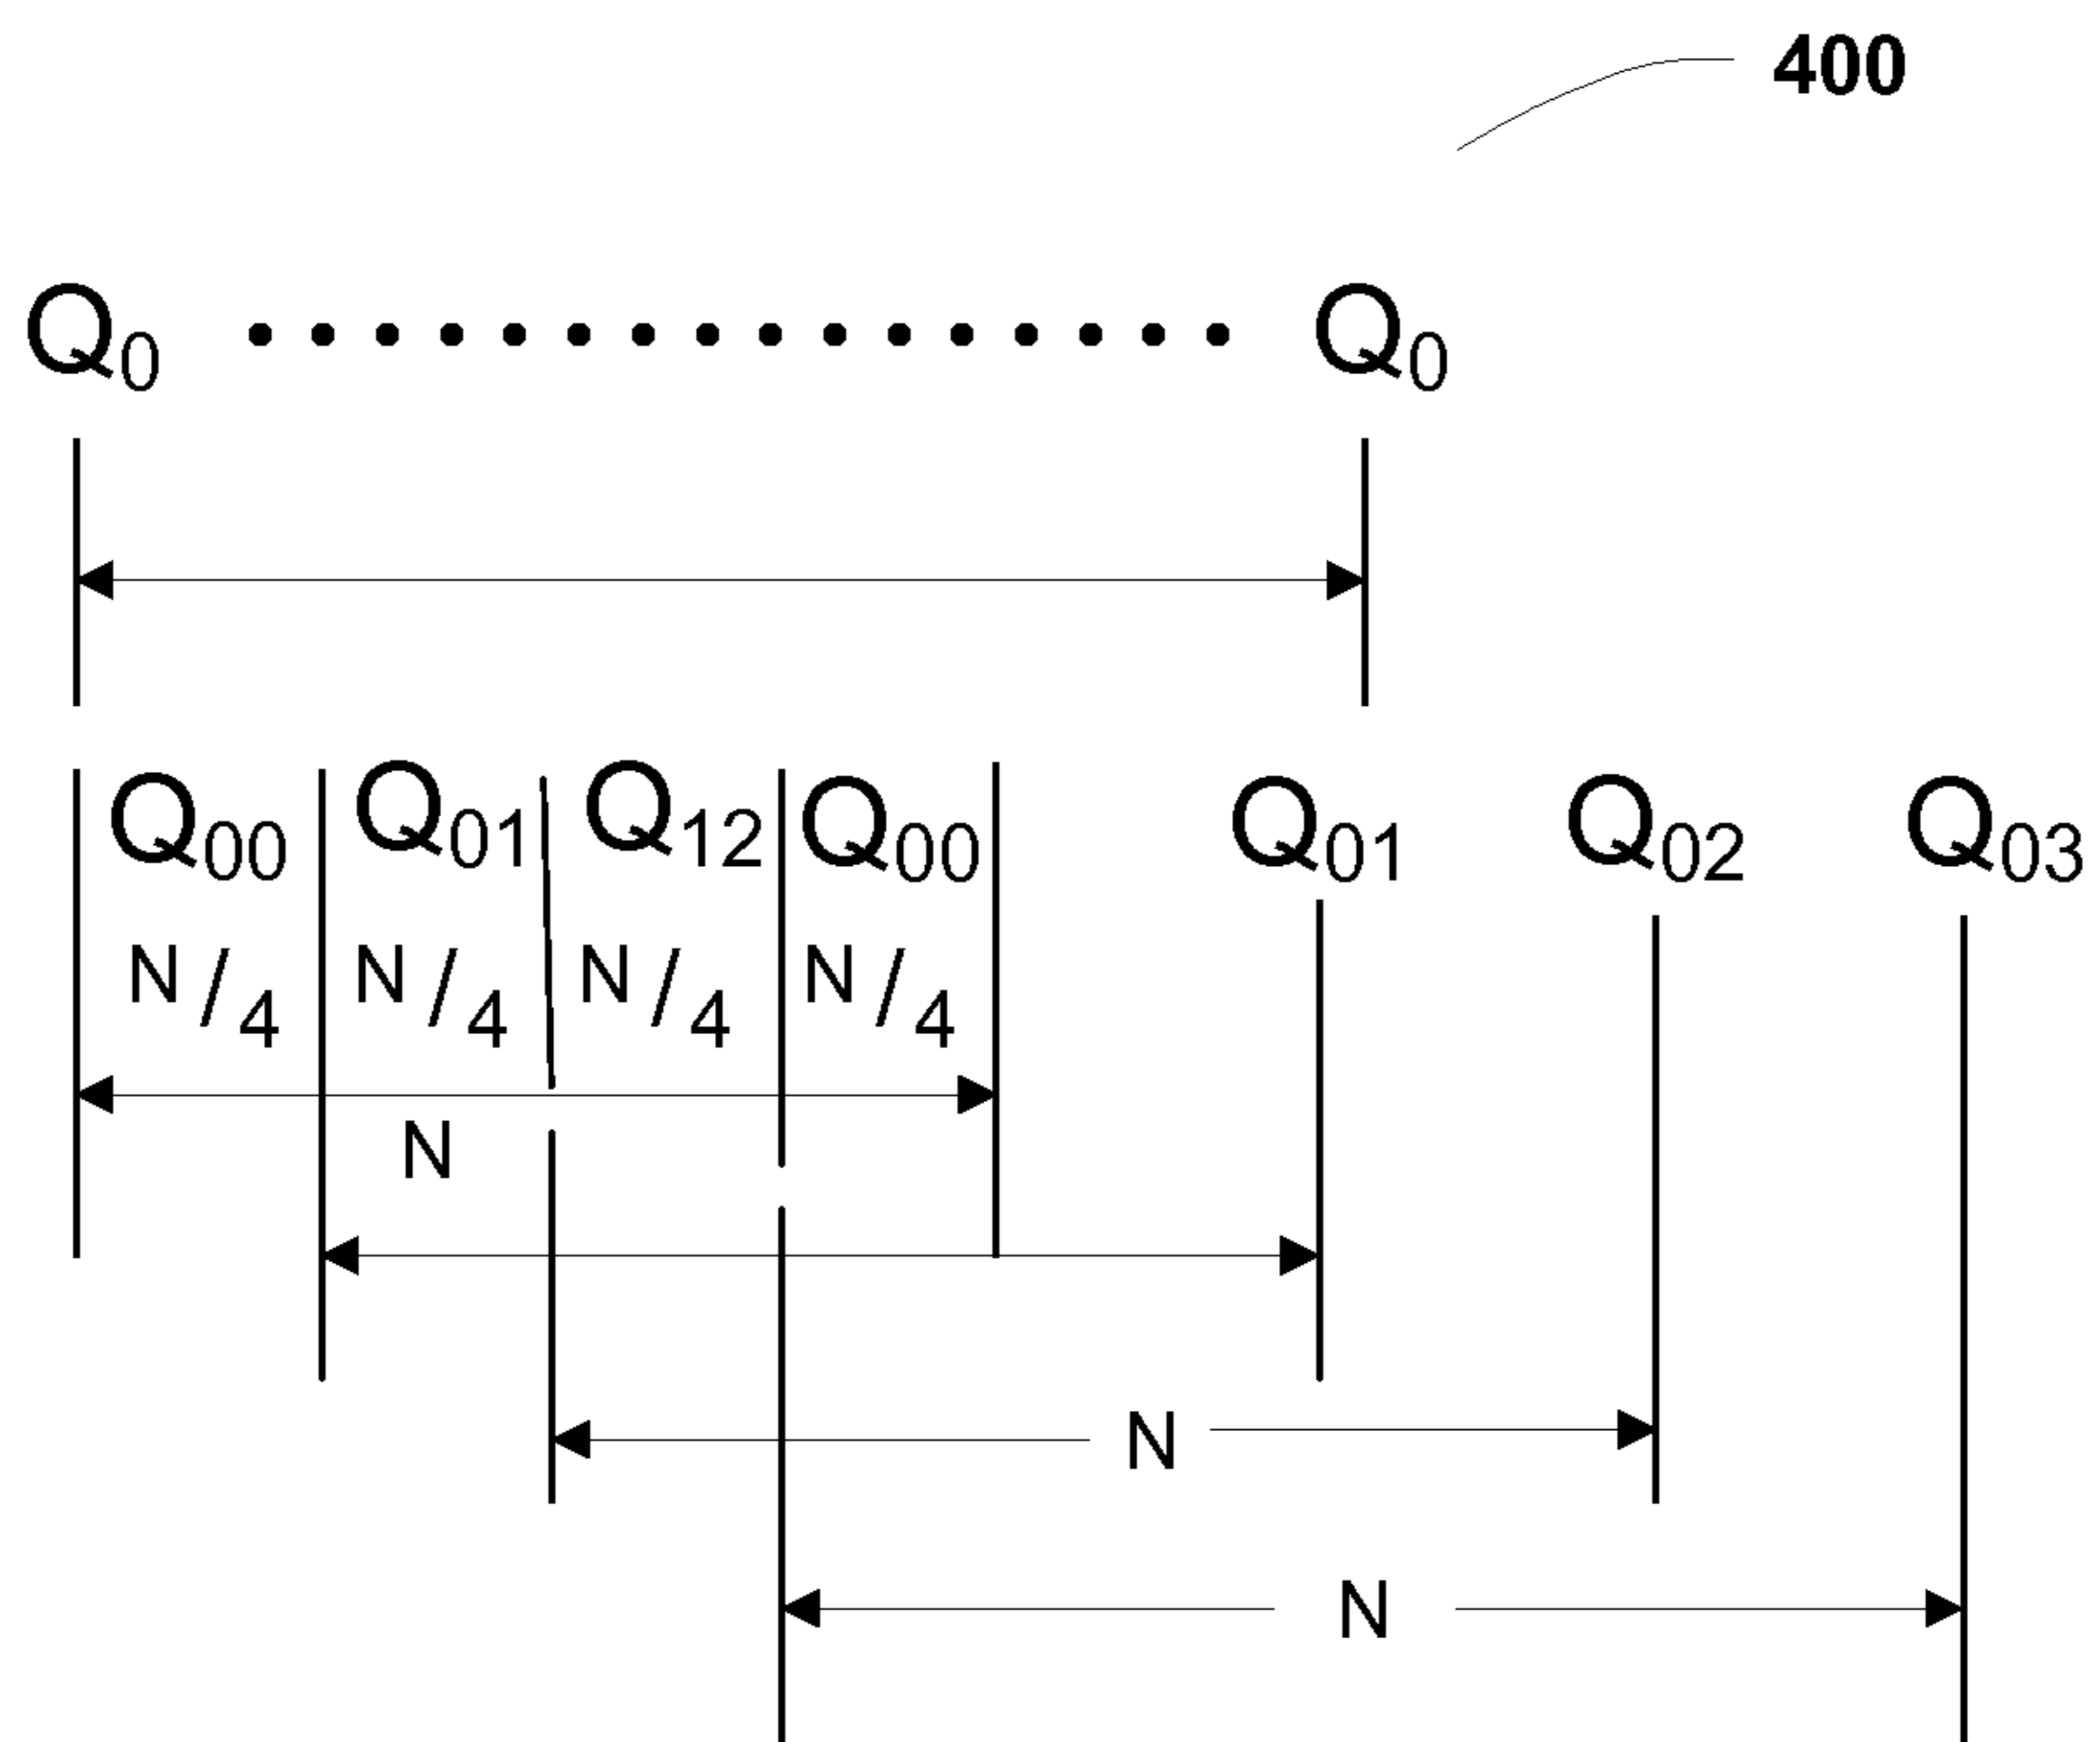 400
Q₀ • • • • • • • • • • • • • • • • Q₀
Q₀₀ Q₀₁ Q₁₂ Q₀₀ Q₀₁ Q₀₂ Q₀₃
N/4 N/4 N/4 N/4
N
N
N